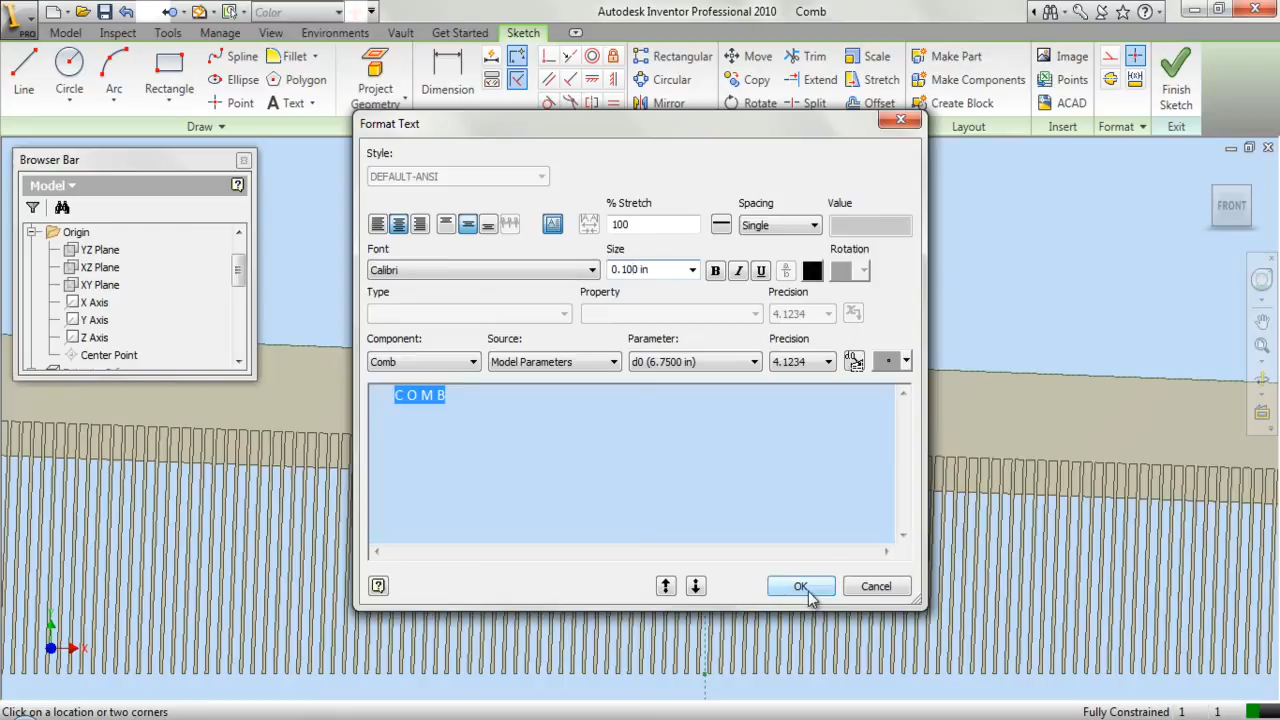 Color
Autodesk Inventor Professional 2010 Comb
PRO
Model Inspect Tools Manage View Environments Vault Get Started Sketch
Line Circle Arc Rectangle
Spline Fillet
Ellipse Polygon
Point Text
Project Geometry
Dimension
Rectangular
Circular
Mirror
Move Trim Scale
Copy Extend Stretch
Rotate Split Offset
Make Part
Make Components
Create Block
Image
Points
ACAD
Finish Sketch
Draw
Layout Insert Format Exit
Browser Bar
Model
Origin
YZ Plane
XZ Plane
XY Plane
X Axis
Y Axis
Z Axis
Center Point
FRONT
Format Text
Style:
DEFAULT-ANSI
% Stretch Spacing Value
100 Single
Font Size Rotation
Calibri 0.100 in B I U
Type Property Precision
4.1234
Component: Source: Parameter: Precision
Comb Model Parameters d0 (6.7500 in) 4.1234
C O M B
OK Cancel
Y
X
Click on a location or two corners
Fully Constrained 1 1